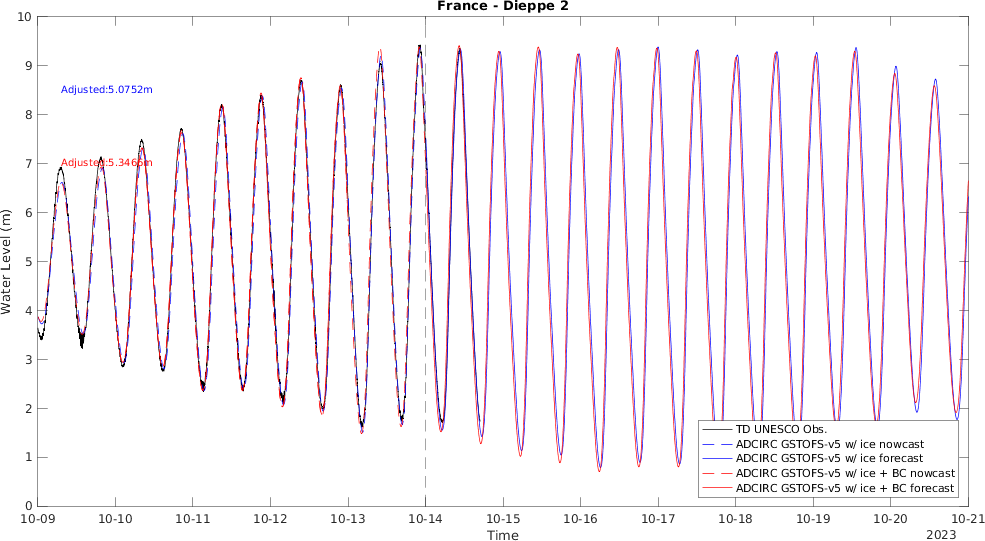 France - Dieppe 2
10
9
8
7
6
5
4
3
2
1
0
Water Level (m)
Adjusted:5.0752m
Adjusted:5.3466m
TD UNESCO Obs.
ADCIRC GSTOFS-v5 w/ ice nowcast
ADCIRC GSTOFS-v5 w/ ice forecast
ADCIRC GSTOFS-v5 w/ ice + BC nowcast
ADCIRC GSTOFS-v5 w/ ice + BC forecast
10-09 10-10 10-11 10-12 10-13 10-14 10-15 10-16 10-17 10-18 10-19 10-20 10-21
Time
2023